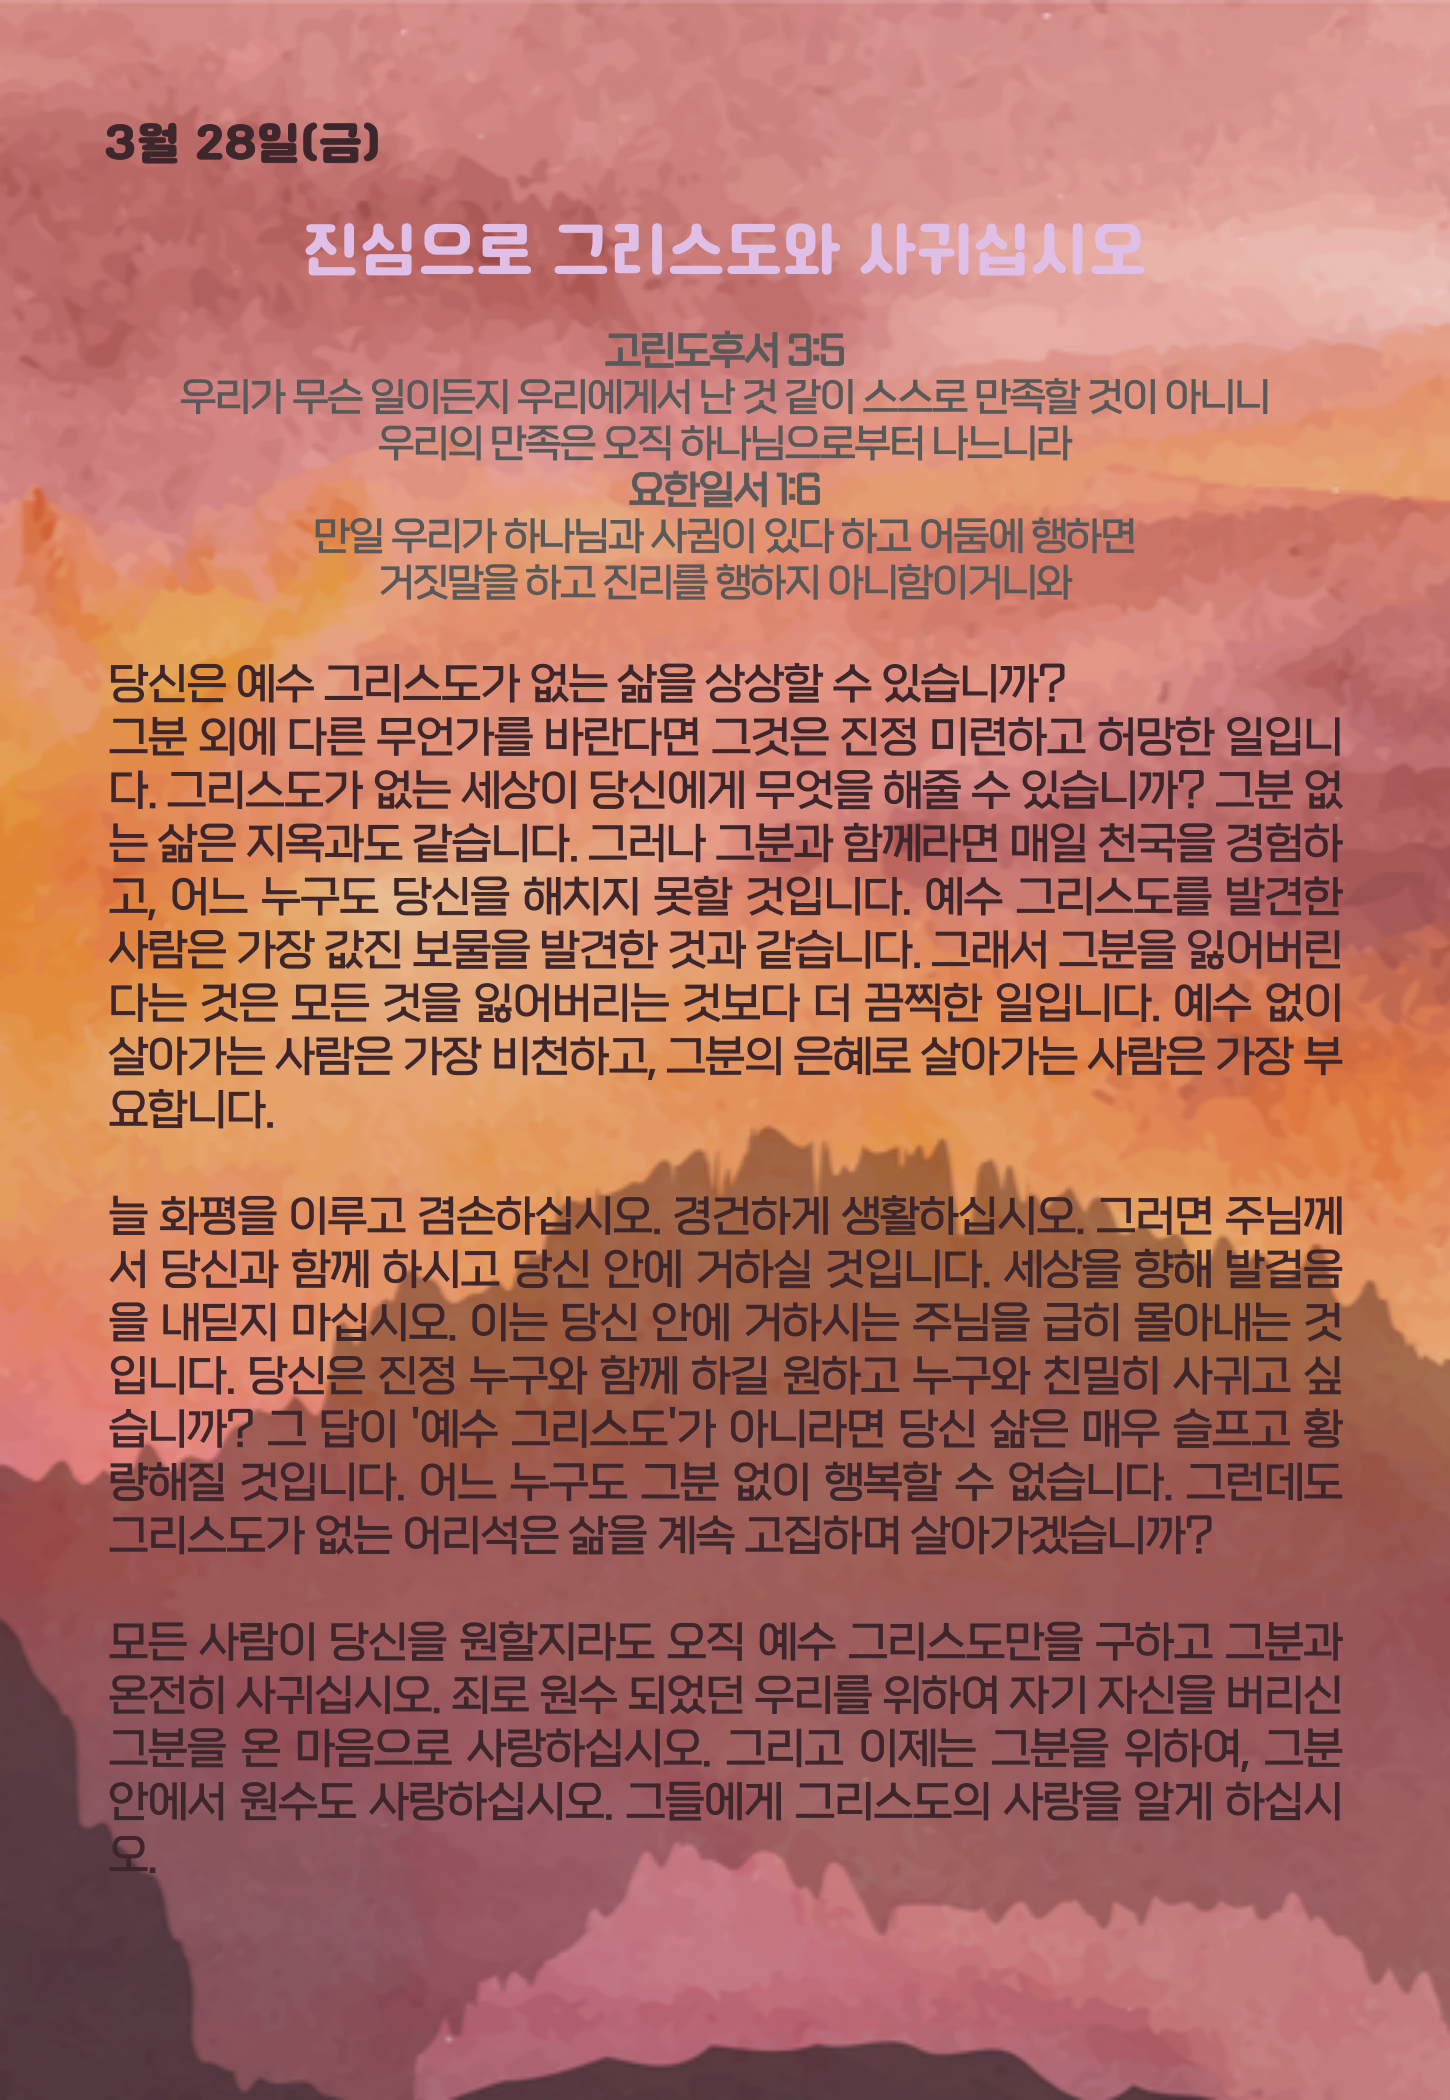 3월 28일(금)
진심으로 그리스도와 사귀십시오
고린도후서 3:5
우리가 무슨 일이든지 우리에게서 난 것 같이 스스로 만족할 것이 아니니
우리의 만족은 오직 하나님으로부터 나느니라
요한일서 1:6
만일 우리가 하나님과 사귐이 있다 하고 어둠에 행하면
거짓말을 하고 진리를 행하지 아니함이거니와
당신은 예수 그리스도가 없는 삶을 상상할 수 있습니까?
그분 외에 다른 무언가를 바란다면 그것은 진정 미련하고 허망한 일입니
다. 그리스도가 없는 세상이 당신에게 무엇을 해줄 수 있습니까? 그분 없
는 삶은 지옥과도 같습니다. 그러나 그분과 함께라면 매일 천국을 경험하
고, 어느 누구도 당신을 해치지 못할 것입니다. 예수 그리스도를 발견한
사람은 가장 값진 보물을 발견한 것과 같습니다. 그래서 그분을 잃어버린
다는 것은 모든 것을 잃어버리는 것보다 더 끔찍한 일입니다. 예수 없이
살아가는 사람은 가장 비천하고, 그분의 은혜로 살아가는 사람은 가장 부
요합니다.
늘 화평을 이루고 겸손하십시오. 경건하게 생활하십시오. 그러면 주님께
서 당신과 함께 하시고 당신 안에 거하실 것입니다. 세상을 향해 발걸음
을 내딛지 마십시오. 이는 당신 안에 거하시는 주님을 급히 몰아내는 것
입니다. 당신은 진정 누구와 함께 하길 원하고 누구와 친밀히 사귀고 싶
습니까? 그 답이 '예수 그리스도'가 아니라면 당신 삶은 매우 슬프고 황
량해질 것입니다. 어느 누구도 그분 없이 행복할 수 없습니다. 그런데도
그리스도가 없는 어리석은 삶을 계속 고집하며 살아가겠습니까?
모든 사람이 당신을 원할지라도 오직 예수 그리스도만을 구하고 그분과
온전히 사귀십시오. 죄로 원수 되었던 우리를 위하여 자기 자신을 버리신
그분을 온 마음으로 사랑하십시오. 그리고 이제는 그분을 위하여, 그분
안에서 원수도 사랑하십시오. 그들에게 그리스도의 사랑을 알게 하십시
오.